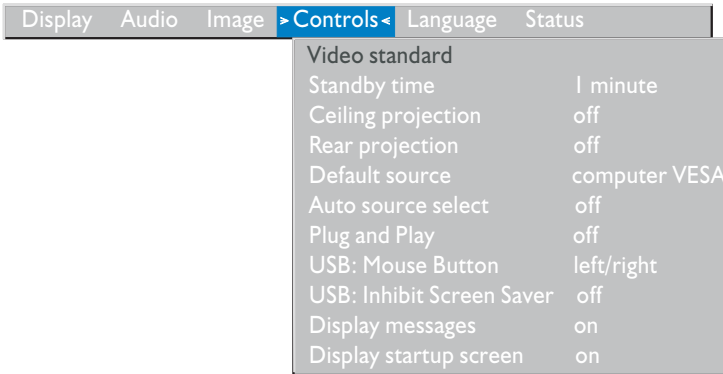 Display Audio Image >Controls< Language Status
Video standard
Standby time 1 minute
Ceiling projection off
Rear projection off
Default source computer VESA
Auto source select off
Plug and Play off
USB: Mouse Button left/right
USB: Inhibit Screen Saver off
Display messages on
Display startup screen on